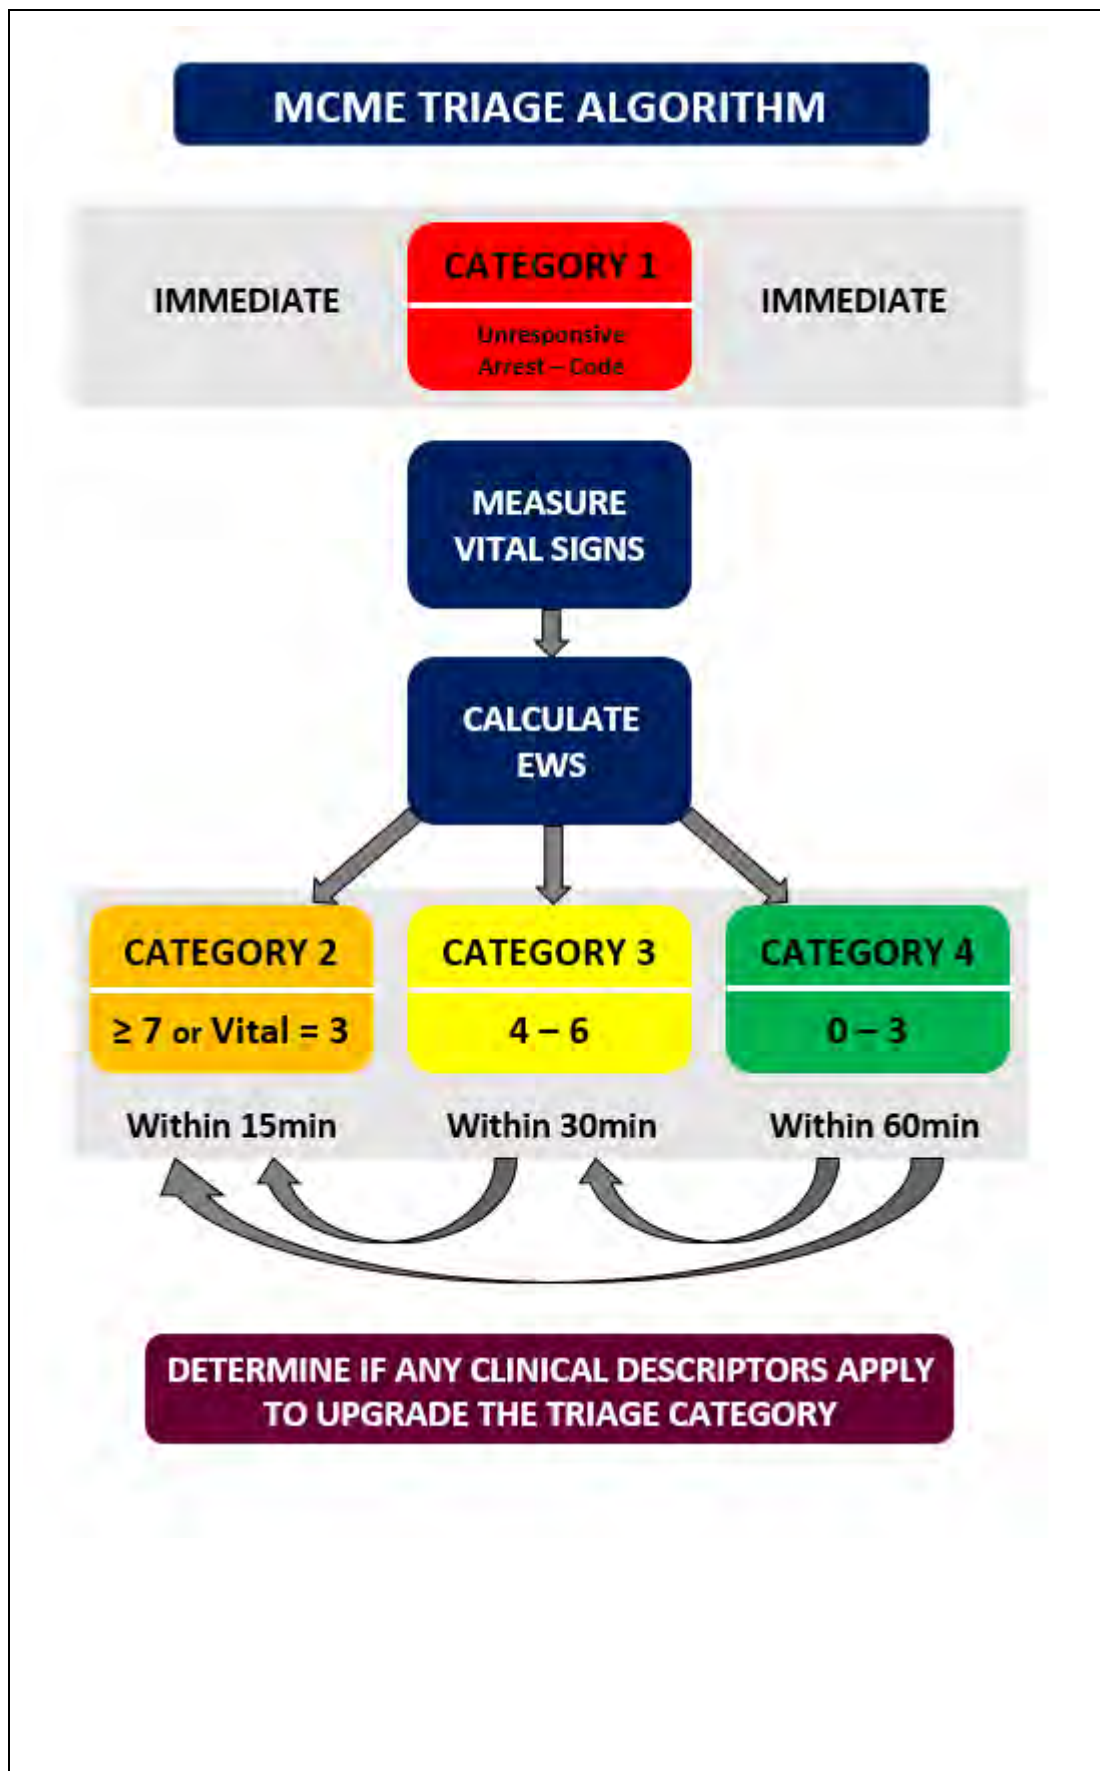 MCME TRIAGE ALGORITHM
IMMEDIATE
CATEGORY 1
IMMEDIATE
Unresponsive
Arrest – Code
MEASURE
VITAL SIGNS
CALCULATE
EWS
CATEGORY 2
CATEGORY 3
CATEGORY 4
≥ 7 or Vital = 3
4 – 6
0 – 3
Within 15min
Within 30min
Within 60min
DETERMINE IF ANY CLINICAL DESCRIPTORS APPLY
TO UPGRADE THE TRIAGE CATEGORY